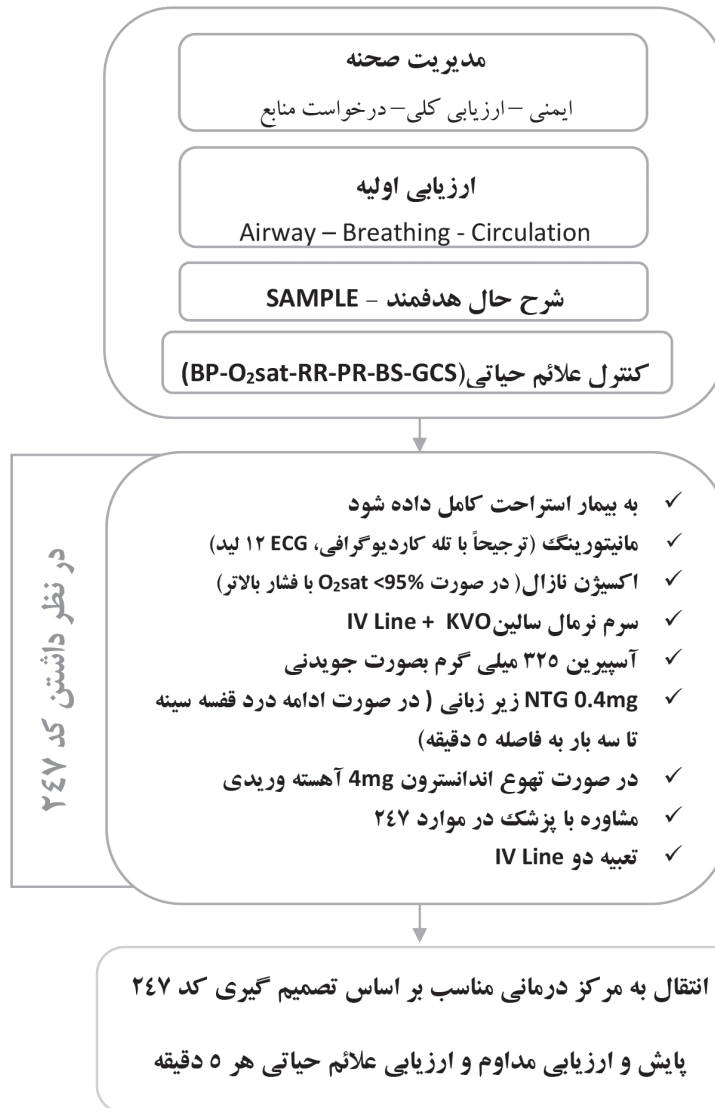 مدیریت صحنه
ایمنی – ارزیابی کلی – درخواست منابع
ارزیابی اولیه
Airway – Breathing - Circulation
شرح حال هدفمند – SAMPLE
کنترل علائم حیاتی(BP-O₂sat-RR-PR-BS-GCS)
در نظر داشتن کد ۲٤۷
✓ به بیمار استراحت کامل داده شود
✓ مانیتورینگ (ترجیحاً با تله کاردیوگرافی، ECG ۱۲ لید)
✓ اکسیژن نازال( در صورت O₂sat <95% با فشار بالاتر)
✓ سرم نرمال سالین IV Line + KVO
✓ آسپیرین ۳۲۵ میلی گرم بصورت جویدنی
✓ NTG 0.4mg زیر زبانی ( در صورت ادامه درد قفسه سینه
تا سه بار به فاصله ۵ دقیقه)
✓ در صورت تهوع اندانسترون 4mg آهسته وریدی
✓ مشاوره با پزشک در موارد ۲٤۷
✓ تعبیه دو IV Line
انتقال به مرکز درمانی مناسب بر اساس تصمیم گیری کد ۲٤۷
پایش و ارزیابی مداوم و ارزیابی علائم حیاتی هر ۵ دقیقه